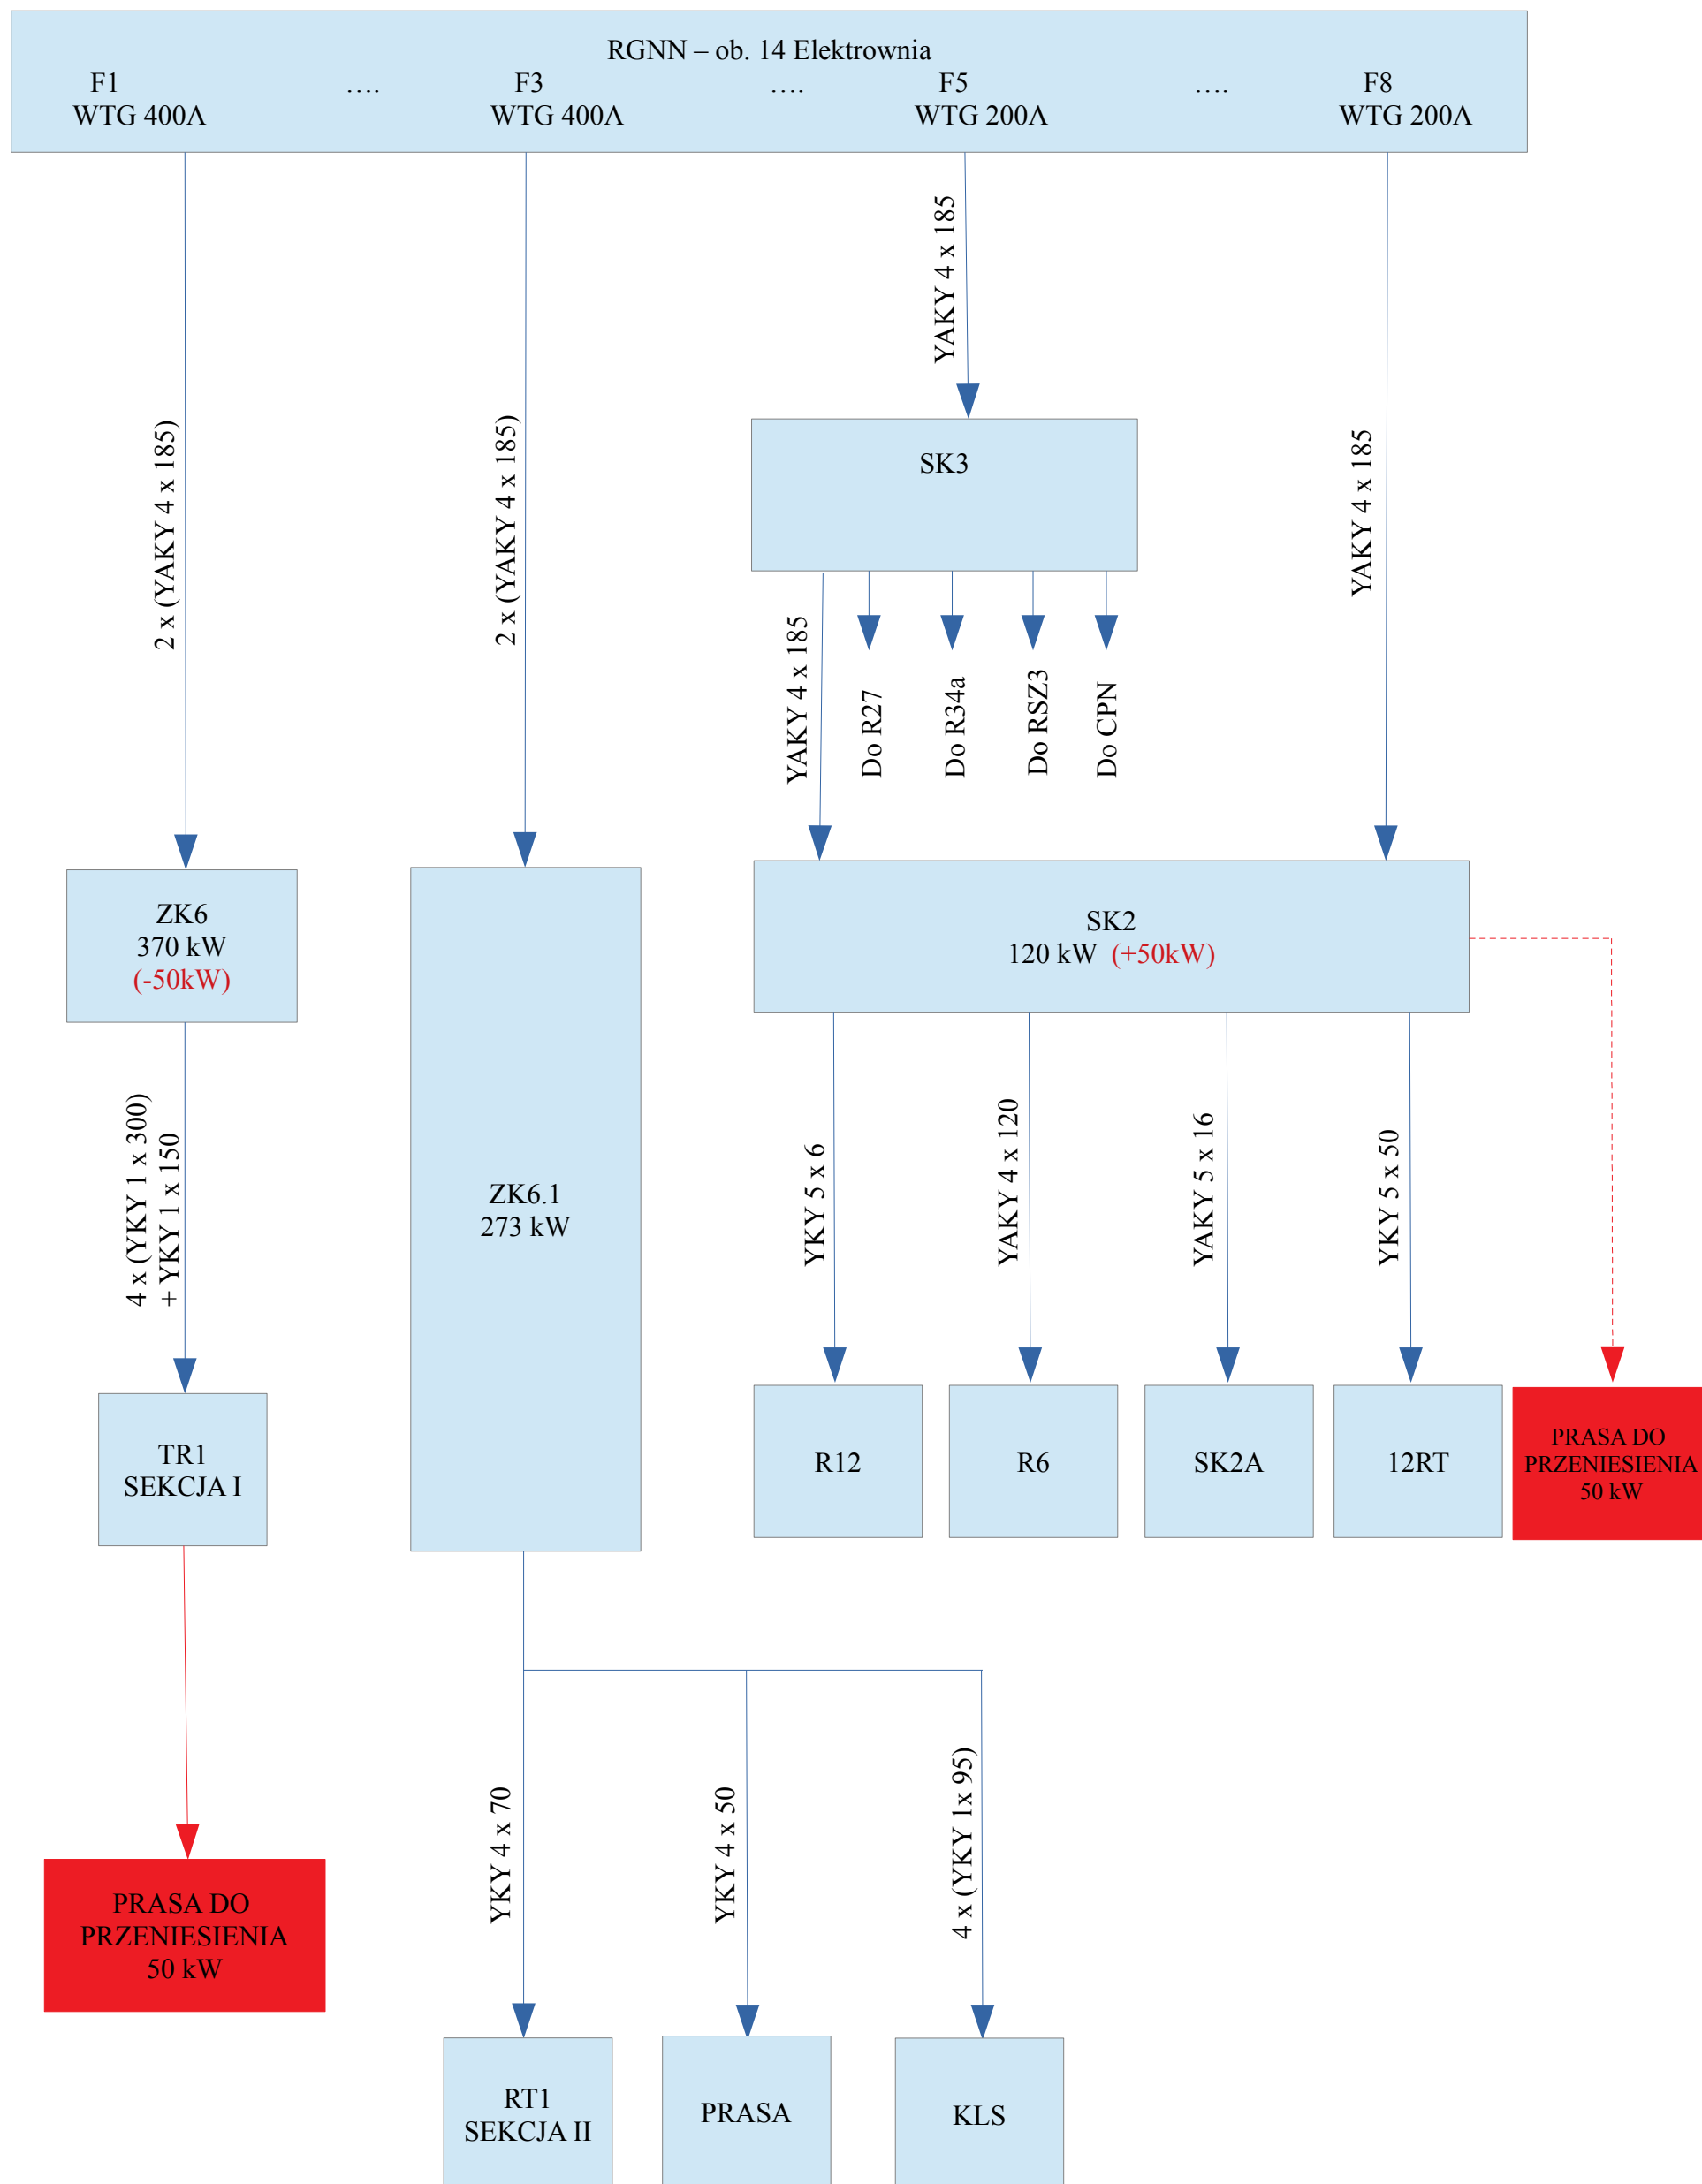 RGNN – ob. 14 Elektrownia
F1 .... F3 .... F5 .... F8
WTG 400A WTG 400A WTG 200A WTG 200A
2 x (YAKY 4 x 185)
2 x (YAKY 4 x 185)
YAKY 4 x 185
YAKY 4 x 185
SK3
YAKY 4 x 185
Do R27
Do R34a
Do RSZ3
Do CPN
ZK6
370 kW
(-50kW)
SK2
120 kW (+50kW)
4 x (YKY 1 x 300)
+ YKY 1 x 150
ZK6.1
273 kW
YKY 5 x 6
YAKY 4 x 120
YAKY 5 x 16
YKY 5 x 50
TR1
SEKCJA I
R12
R6
SK2A
12RT
PRASA DO
PRZENIESIENIA
50 kW
YKY 4 x 70
YKY 4 x 50
4 x (YKY 1x 95)
PRASA DO
PRZENIESIENIA
50 kW
RT1
SEKCJA II
PRASA
KLS